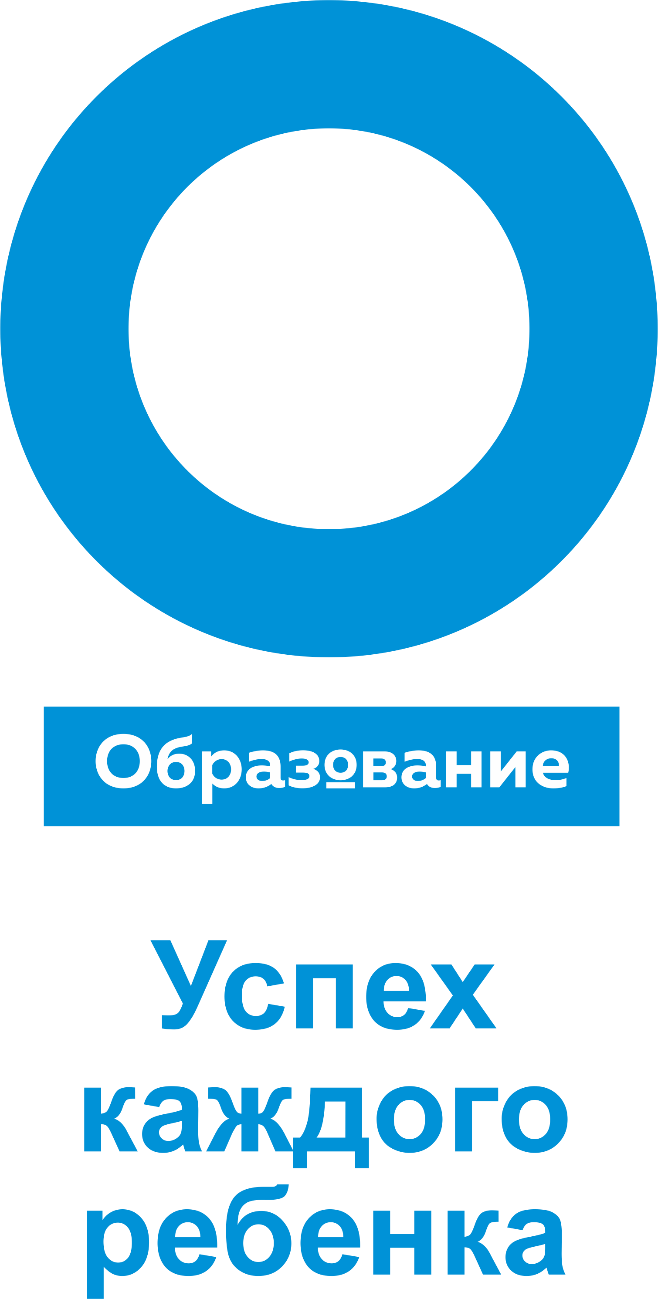 Образование
Успех
каждого
ребенка